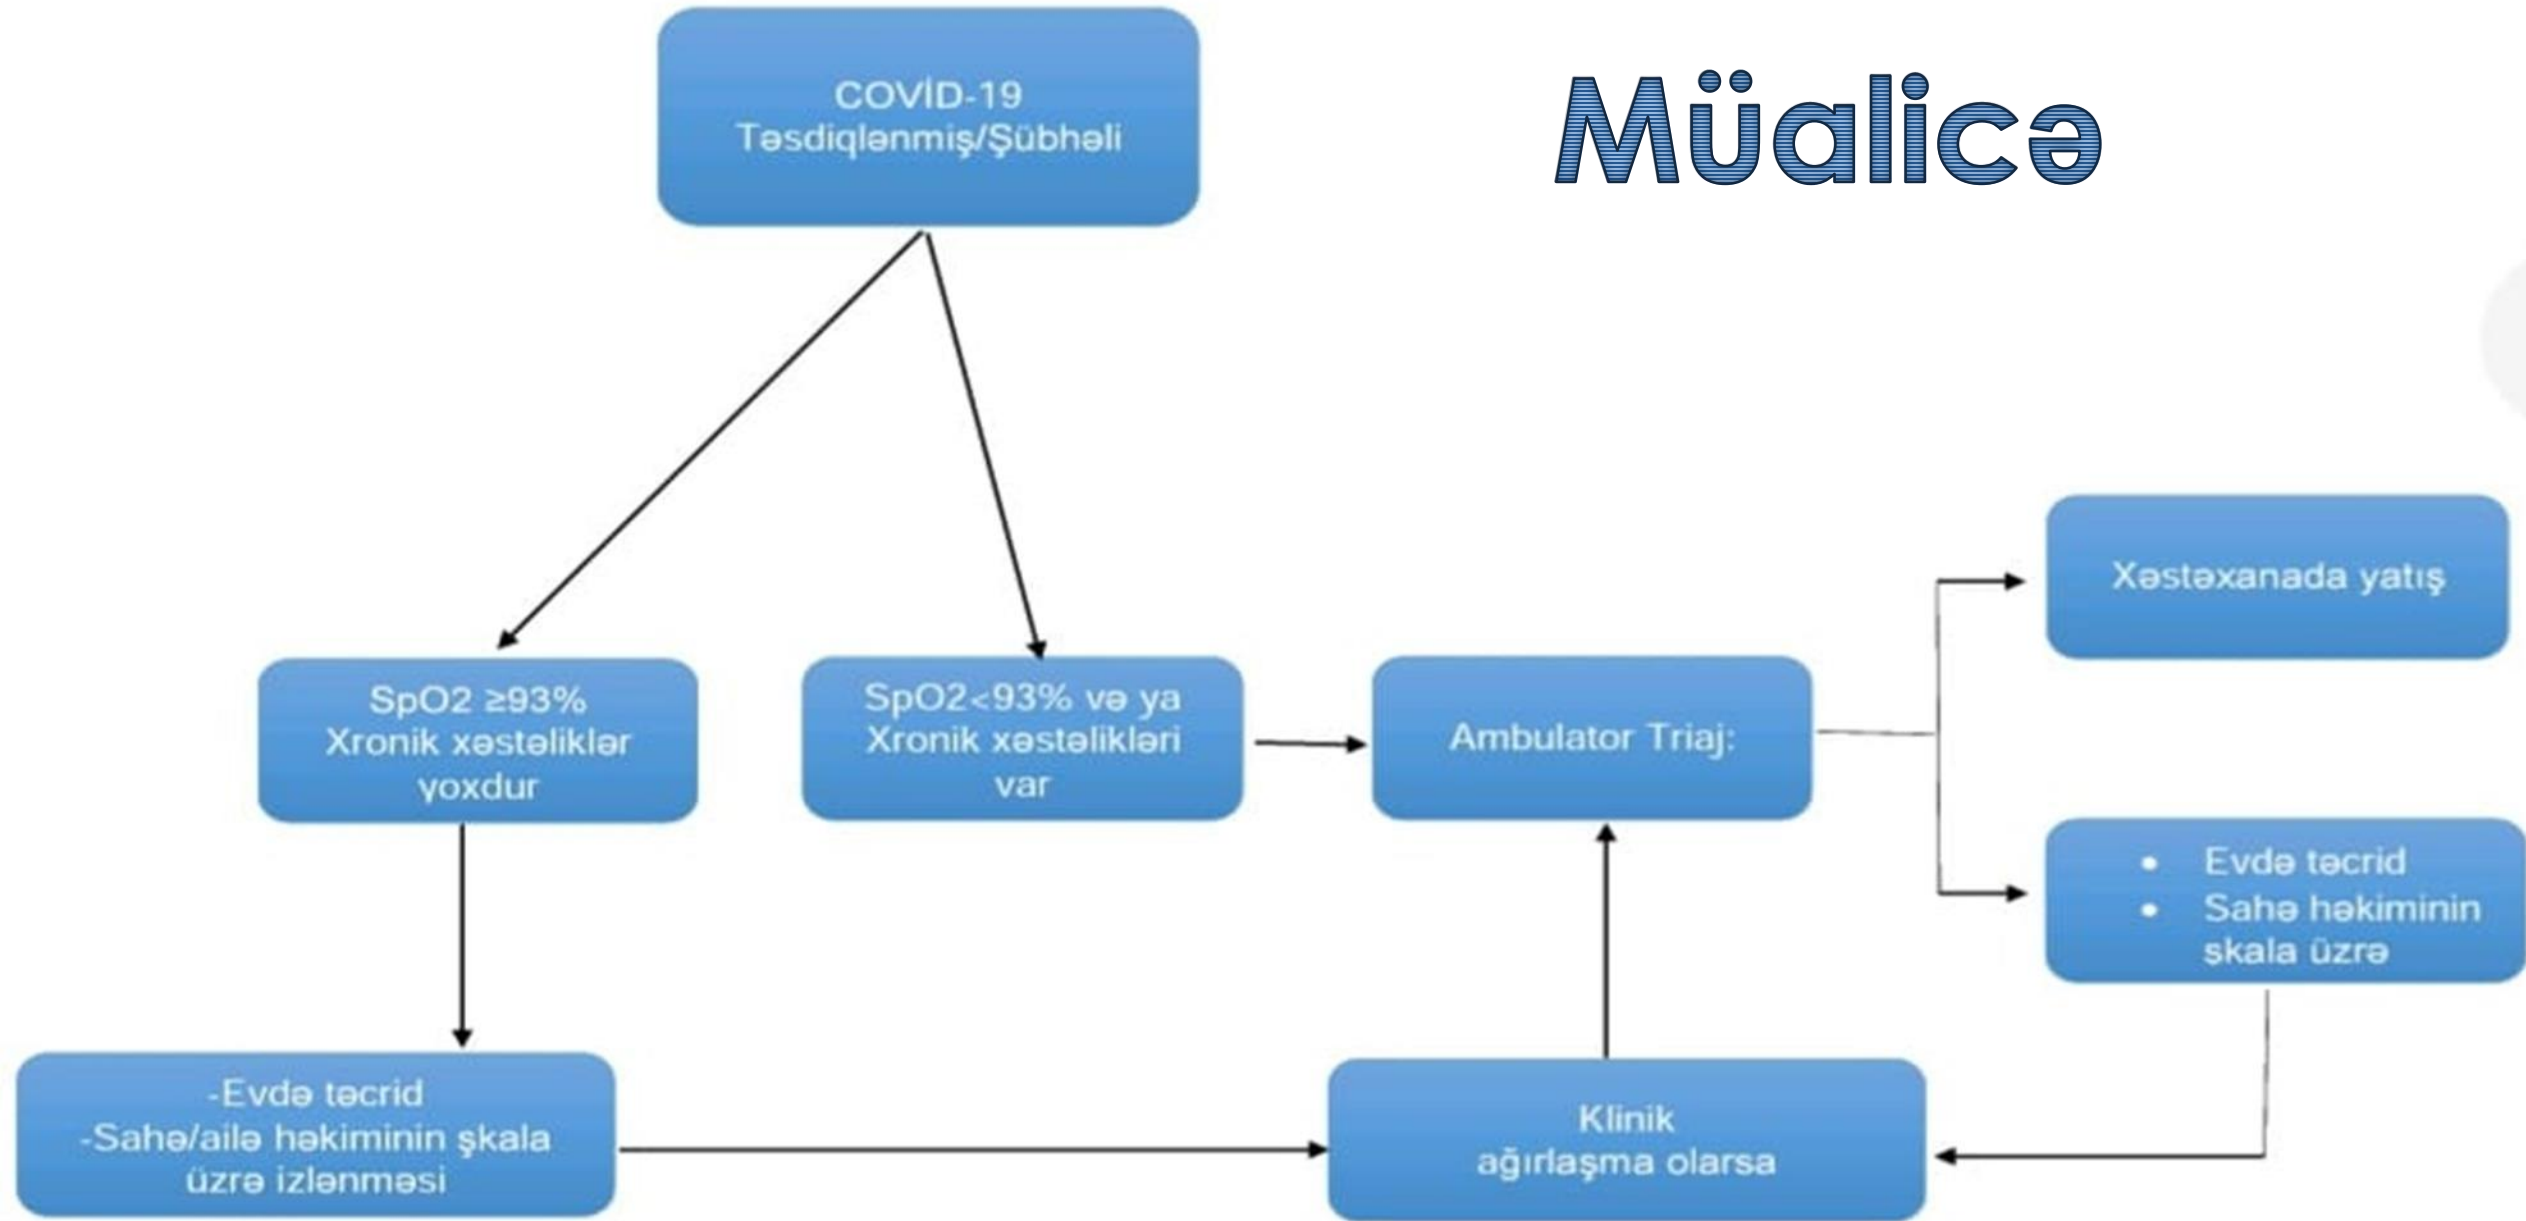 COVİD-19
Təsdiqlənmiş/Şübhəli
Müalicə
SpO2 ≥93%
Xronik xəstəliklər
yoxdur
SpO2<93% və ya
Xronik xəstəlikləri
var
Ambulator Triaj:
Xəstəxanada yatış
• Evdə təcrid
• Sahə həkiminin
şkala üzrə
-Evdə təcrid
-Sahə/ailə həkiminin şkala
üzrə izlənməsi
Klinik
ağırlaşma olarsa